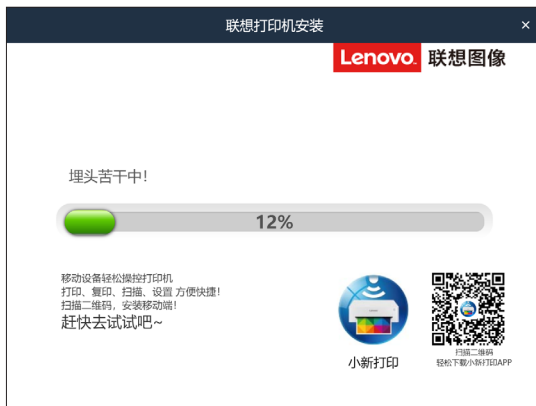 联想打印机安装
×
Lenovo. 联想图像
埋头苦干中!
12%
移动设备轻松操控打印机
打印、复印、扫描、设置 方便快捷!
扫描二维码，安装移动端!
赶快去试试吧~
小新打印
扫描二维码
轻松下载小新打印APP